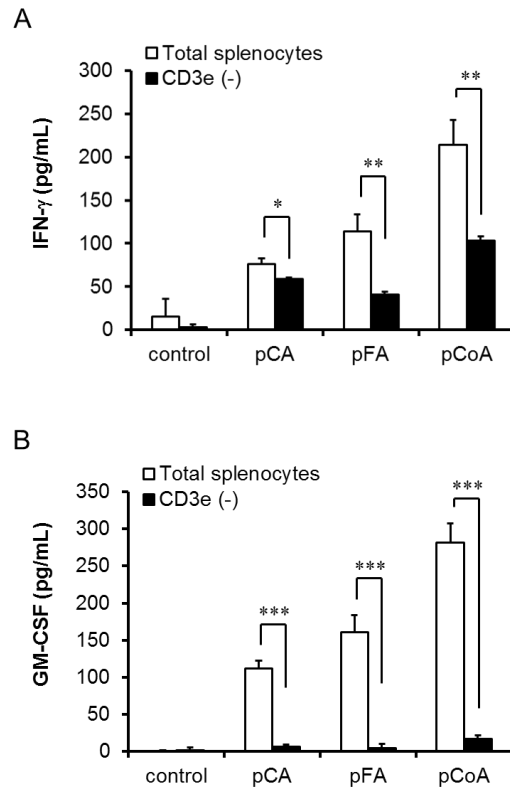 A
Total splenocytes
CD3e (-)
300
250
200
150
100
50
0
IFN-γ (pg/mL)
*
**
**
control pCA pFA pCoA
B
Total splenocytes
CD3e (-)
350
300
250
200
150
100
50
0
GM-CSF (pg/mL)
***
***
***
control pCA pFA pCoA